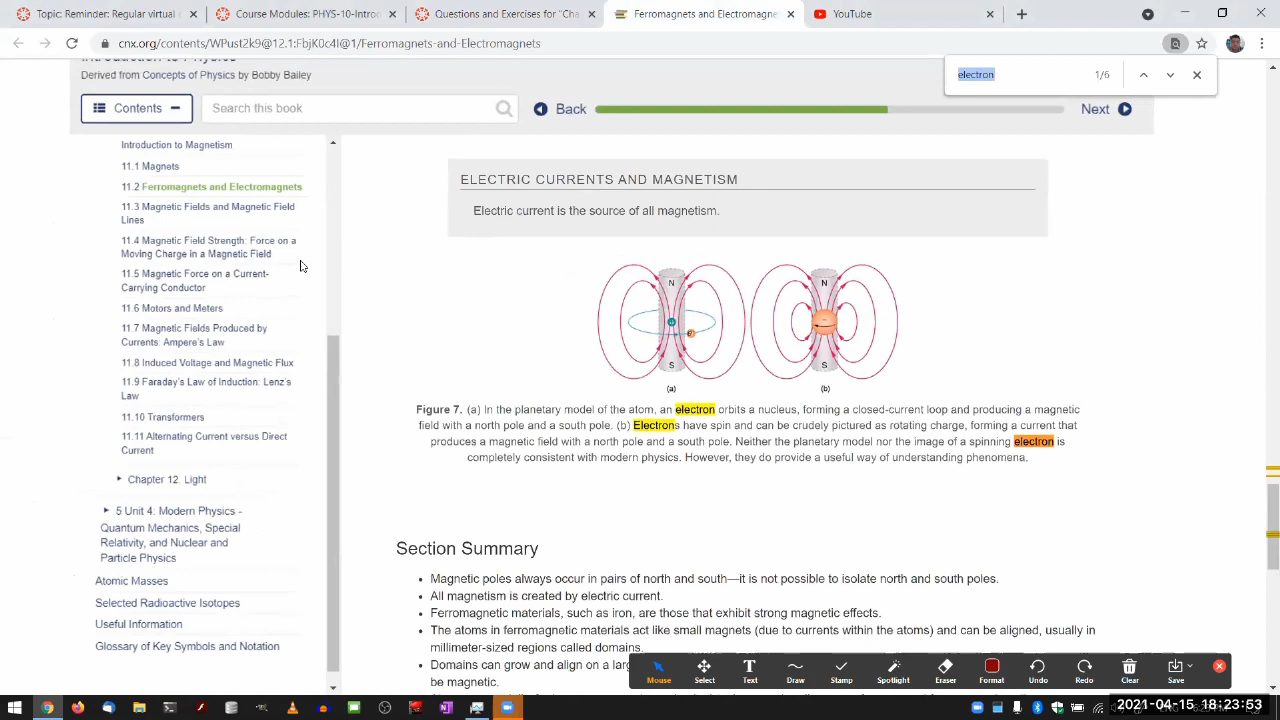 Topic: Reminder: Regular virtual
Course Modules: PHYS-10-Intro
Questions and Exercises for "Che
Ferromagnets and Electromagnets
YouTube
cnx.org/contents/WPust2k9@12.1:FbjK0c4I@1/Ferromagnets-and-Electromagnets
electron
1/6
Derived from Concepts of Physics by Bobby Bailey
Contents
Search this book
Back
Next
Introduction to Magnetism
11.1 Magnets
11.2 Ferromagnets and Electromagnets
11.3 Magnetic Fields and Magnetic Field
Lines
11.4 Magnetic Field Strength: Force on a
Moving Charge in a Magnetic Field
11.5 Magnetic Force on a Current-
Carrying Conductor
11.6 Motors and Meters
11.7 Magnetic Fields Produced by
Currents: Ampere's Law
11.8 Induced Voltage and Magnetic Flux
11.9 Faraday's Law of Induction: Lenz's
Law
11.10 Transformers
11.11 Alternating Current versus Direct
Current
Chapter 12. Light
5 Unit 4: Modern Physics -
Quantum Mechanics, Special
Relativity, and Nuclear and
Particle Physics
Atomic Masses
Selected Radioactive Isotopes
Useful Information
Glossary of Key Symbols and Notation
ELECTRIC CURRENTS AND MAGNETISM
Electric current is the source of all magnetism.
N
N
S
S
(a)
(b)
Figure 7. (a) In the planetary model of the atom, an electron orbits a nucleus, forming a closed-current loop and producing a magnetic
field with a north pole and a south pole. (b) Electrons have spin and can be crudely pictured as rotating charge, forming a current that
produces a magnetic field with a north pole and a south pole. Neither the planetary model nor the image of a spinning electron is
completely consistent with modern physics. However, they do provide a useful way of understanding phenomena.
Section Summary
• Magnetic poles always occur in pairs of north and south—it is not possible to isolate north and south poles.
• All magnetism is created by electric current.
• Ferromagnetic materials, such as iron, are those that exhibit strong magnetic effects.
• The atoms in ferromagnetic materials act like small magnets (due to currents within the atoms) and can be aligned, usually in
millimeter-sized regions called domains.
• Domains can grow and align on a larg
be magnetic.
Mouse
Select
Text
Draw
Stamp
Spotlight
Eraser
Format
Undo
Redo
Clear
Save
2021-04-15 18:23:53